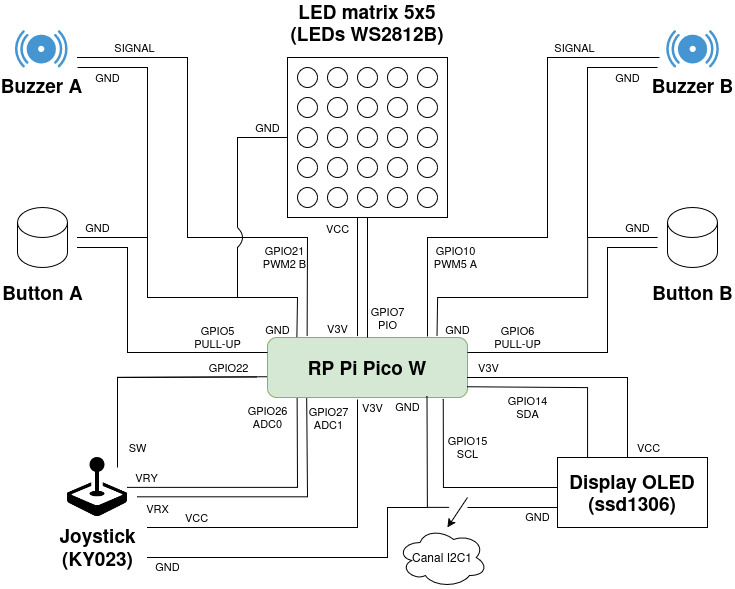 LED matrix 5x5
(LEDs WS2812B)
SIGNAL
GND
Buzzer A
SIGNAL
GND
Buzzer B
GND
GND
Button A
VCC
GPIO21
PWM2 B
GPIO10
PWM5 A
GND
Button B
GPIO7
PIO
GPIO5
PULL-UP
GND
V3V
GND
GPIO6
PULL-UP
RP Pi Pico W
GPIO22
V3V
GPIO26
ADC0
GPIO27
ADC1
V3V
GND
GPIO14
SDA
GPIO15
SCL
SW
VCC
VRY
VRX
VCC
Joystick
(KY023)
GND
Display OLED
(ssd1306)
GND
Canal I2C1